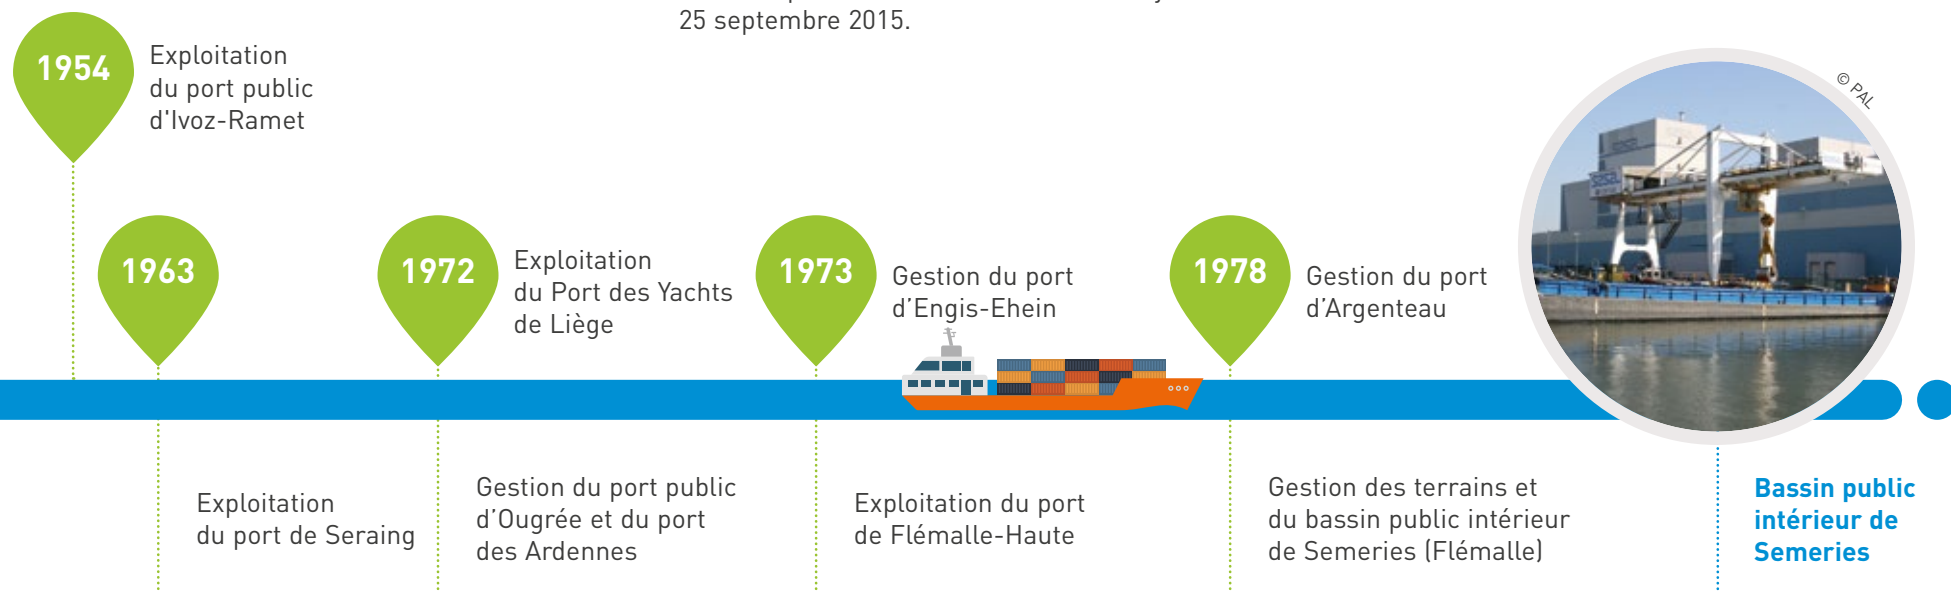 25 septembre 2015.
1954
Exploitation
du port public
d'Ivoz-Ramet
© PAL
1963
1972
Exploitation
du Port des Yachts
de Liège
1973
Gestion du port
d’Engis-Ehein
1978
Gestion du port
d’Argenteau
Exploitation
du port de Seraing
Gestion du port public
d’Ougrée et du port
des Ardennes
Exploitation du port
de Flémalle-Haute
Gestion des terrains et
du bassin public intérieur
de Semeries (Flémalle)
Bassin public
intérieur de
Semeries